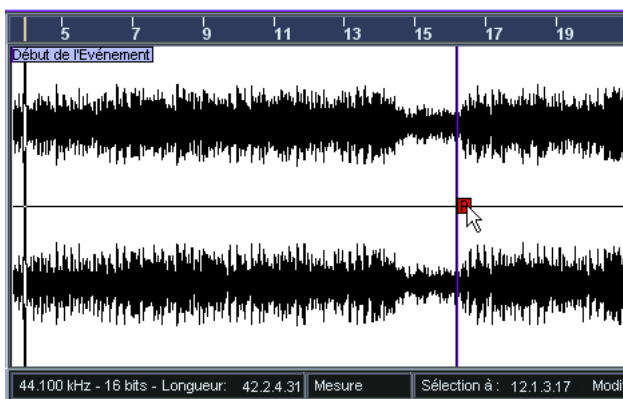 5 7 9 11 13 15 17 19
Début de l'Evénement
P
44.100 kHz - 16 bits - Longueur: 42.2.4.31 Mesure Sélection à : 12.1.3.17 Modi